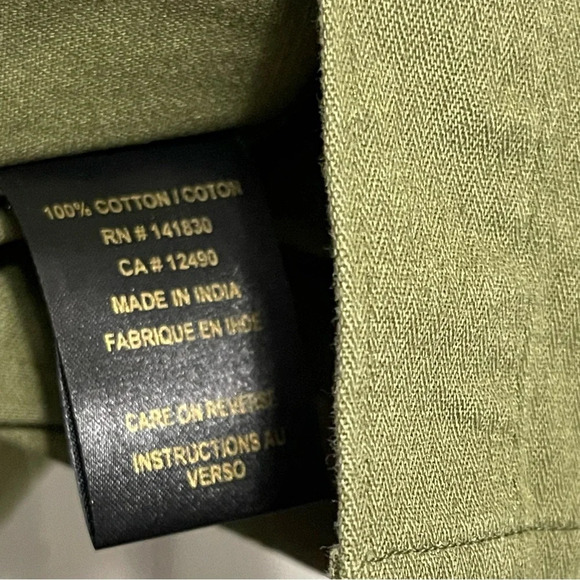 100% COTTON / COTON
RN # 141830
CA # 12490
MADE IN INDIA
FABRIQUE EN INDE
CARE ON REVERSE
INSTRUCTIONS AU
VERSO